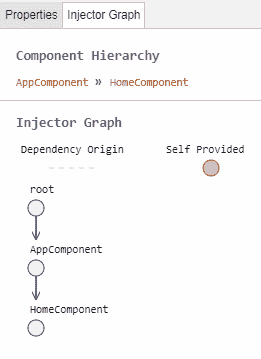 Properties Injector Graph
Component Hierarchy
AppComponent » HomeComponent
Injector Graph
Dependency Origin Self Provided
root
AppComponent
HomeComponent